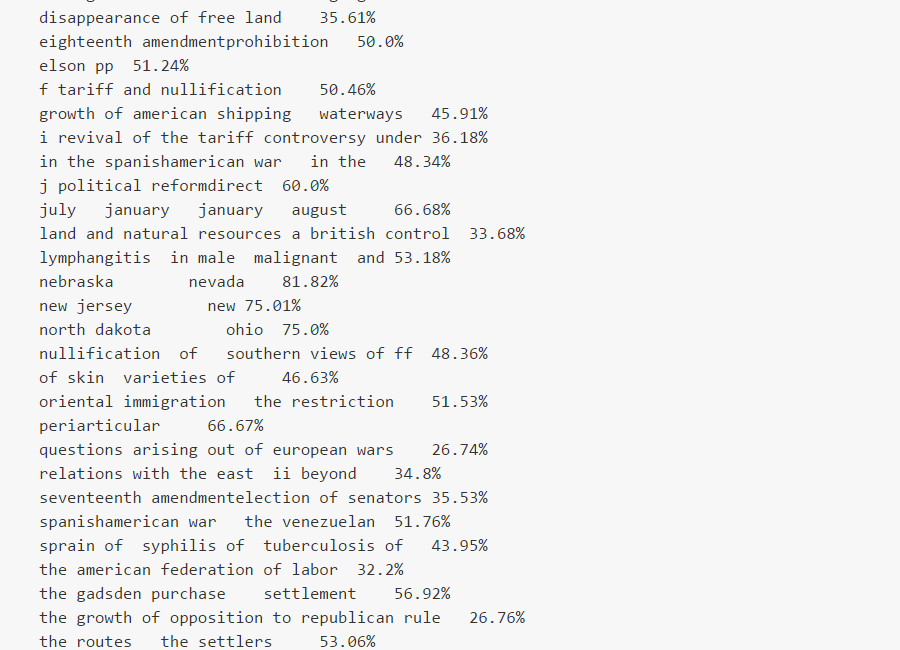 disappearance of free land    35.61%
eighteenth amendmentprohibition   50.0%
elson pp  51.24%
f tariff and nullification    50.46%
growth of american shipping   waterways   45.91%
i revival of the tariff controversy under 36.18%
in the spanishamerican war   in the   48.34%
j political reformdirect  60.0%
july   january   january   august     66.68%
land and natural resources a british control  33.68%
lymphangitis  in male  malignant  and 53.18%
nebraska        nevada    81.82%
new jersey        new 75.01%
north dakota        ohio  75.0%
nullification  of   southern views of ff  48.36%
of skin  varieties of     46.63%
oriental immigration   the restriction    51.53%
periarticular     66.67%
questions arising out of european wars    26.74%
relations with the east  ii beyond    34.8%
seventeenth amendmentelection of senators 35.53%
spanishamerican war   the venezuelan  51.76%
sprain of  syphilis of  tuberculosis of   43.95%
the american federation of labor  32.2%
the gadsden purchase    settlement    56.92%
the growth of opposition to republican rule   26.76%
the routes   the settlers     53.06%